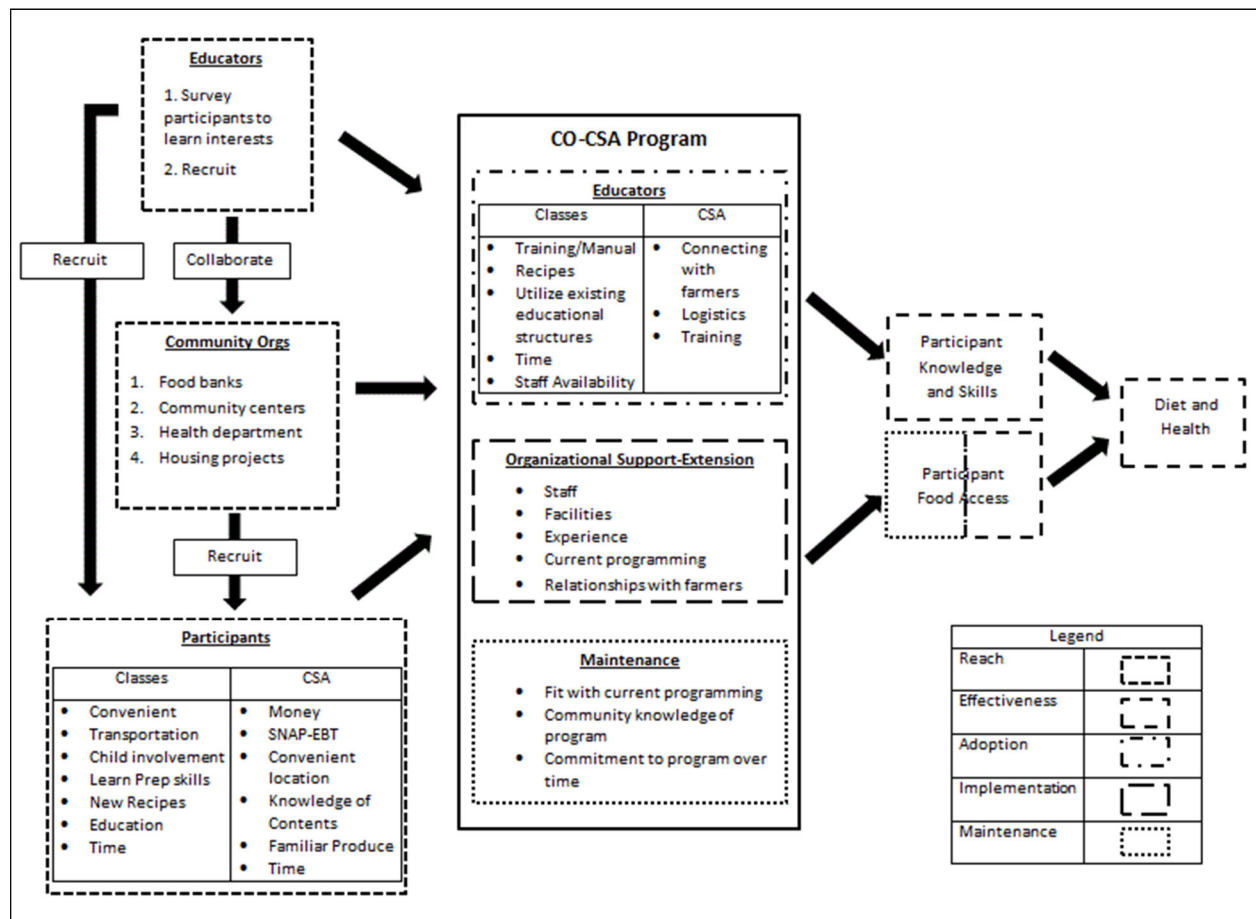 Educators
1. Survey
participants to
learn interests
2. Recruit
Recruit
Collaborate
Community Orgs
1. Food banks
2. Community centers
3. Health department
4. Housing projects
Recruit
Participants
Classes
• Convenient
• Transportation
• Child involvement
• Learn Prep skills
• New Recipes
• Education
• Time
CSA
• Money
• SNAP-EBT
• Convenient
location
• Knowledge of
Contents
• Familiar Produce
• Time
CO-CSA Program
Educators
Classes
• Training/Manual
• Recipes
• Utilize existing
educational
structures
• Time
• Staff Availability
CSA
• Connecting
with
farmers
• Logistics
• Training
Organizational Support-Extension
• Staff
• Facilities
• Experience
• Current programming
• Relationships with farmers
Maintenance
• Fit with current programming
• Community knowledge of
program
• Commitment to program over
time
Participant
Knowledge
and Skills
Participant
Food Access
Diet and
Health
Legend
Reach
Effectiveness
Adoption
Implementation
Maintenance